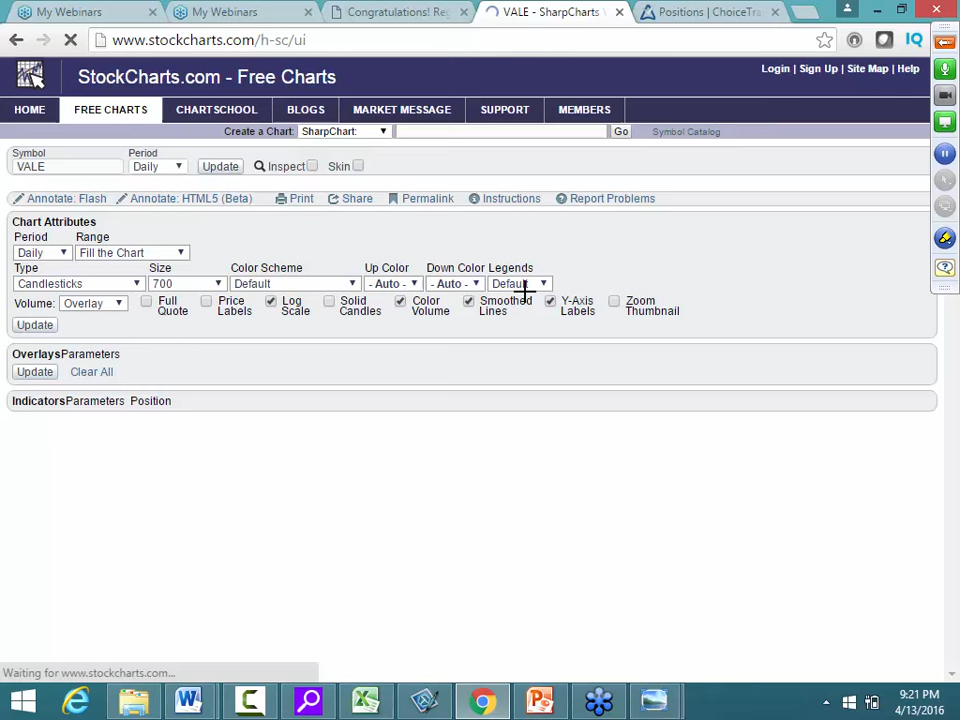 My Webinars
My Webinars
Congratulations! Re
VALE - SharpCharts
Positions | ChoiceTra
www.stockcharts.com/h-sc/ui
IQ
StockCharts.com - Free Charts
Login | Sign Up | Site Map | Help
HOME FREE CHARTS CHARTSCHOOL BLOGS MARKET MESSAGE SUPPORT MEMBERS
Create a Chart: SharpChart: Go Symbol Catalog
Symbol Period
VALE Daily Update Inspect Skin
Annotate: Flash Annotate: HTML5 (Beta) Print Share Permalink Instructions Report Problems
Chart Attributes
Period Range
Daily Fill the Chart
Type Size Color Scheme Up Color Down Color Legends
Candlesticks 700 Default - Auto - - Auto - Default
Volume: Overlay Full Quote Price Labels Log Scale Solid Candles Color Volume Smoothed Lines Y-Axis Labels Zoom Thumbnail
Update
OverlaysParameters
Update Clear All
IndicatorsParameters Position
Waiting for www.stockcharts.com...
9:21 PM
4/13/2016